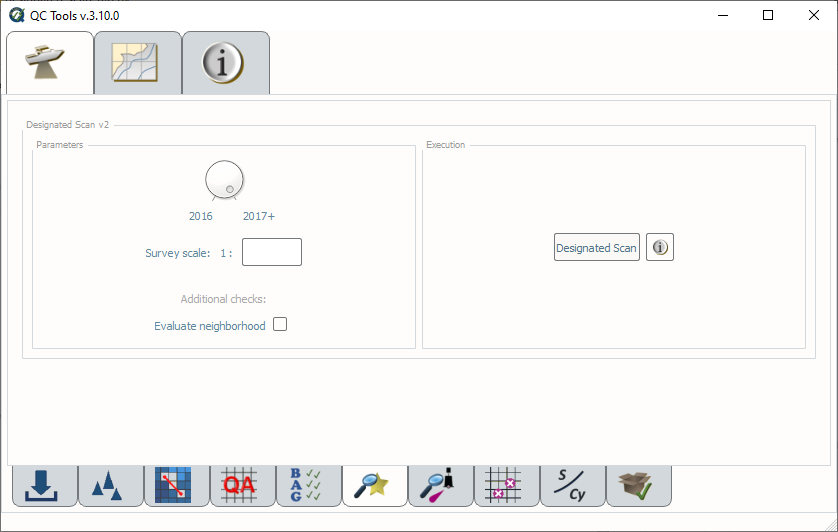 QC Tools v.3.10.0
i
Designated Scan v2
Parameters
Execution
2016
2017+
Survey scale: 1 :
Designated Scan
i
Additional checks:
Evaluate neighborhood
QA
B
A
G
S/Cy